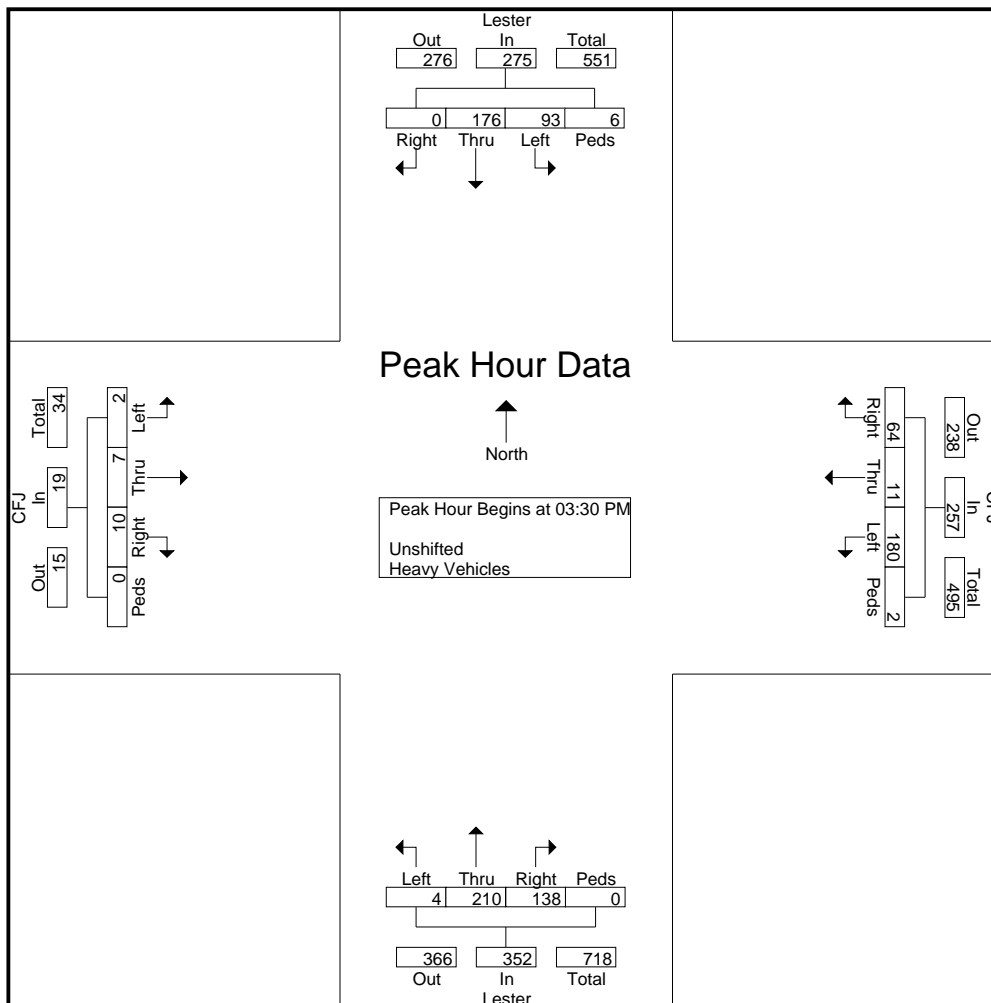 Lester
Out In Total
276 275 551
0 176 93 6
Right Thru Left Peds
Peak Hour Data
North
Peak Hour Begins at 03:30 PM
Unshifted
Heavy Vehicles
CFJ
Total In Out
34 19 15
2 7 10 0
Left Thru Right Peds
Out In Total
238 257 495
64 11 180 2
Right Thru Left Peds
Left Thru Right Peds
4 210 138 0
366 352 718
Out In Total
Lester